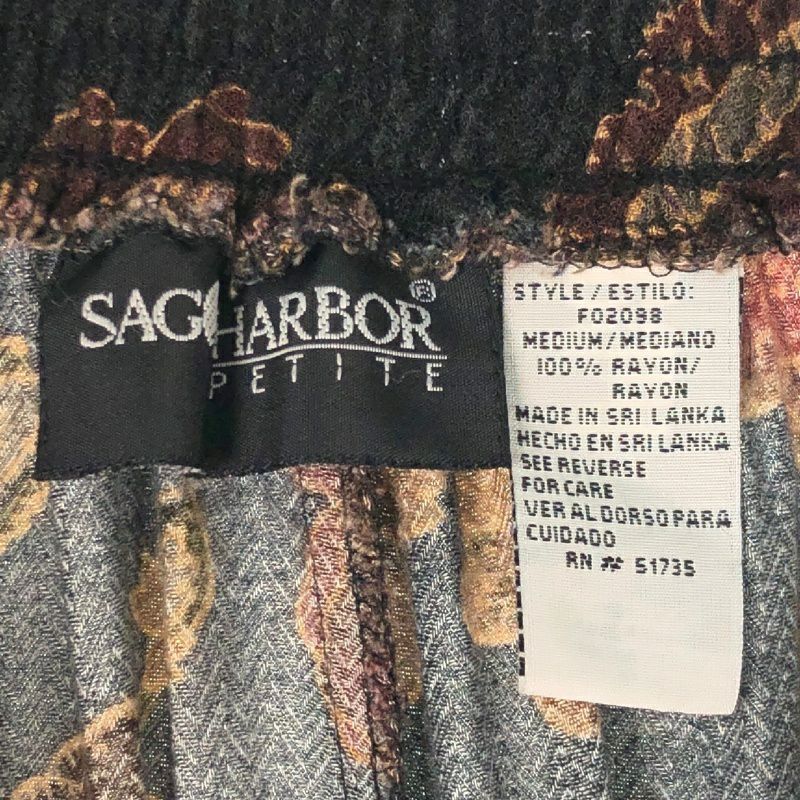 SAG HARBOR®
PETITE
STYLE / ESTILO:
F02098
MEDIUM/MEDIANO
100% RAYON/
RAYON
MADE IN SRI LANKA
HECHO EN SRI LANKA
SEE REVERSE
FOR CARE
VER AL DORSO PARA
CUIDADO
RN # 51735